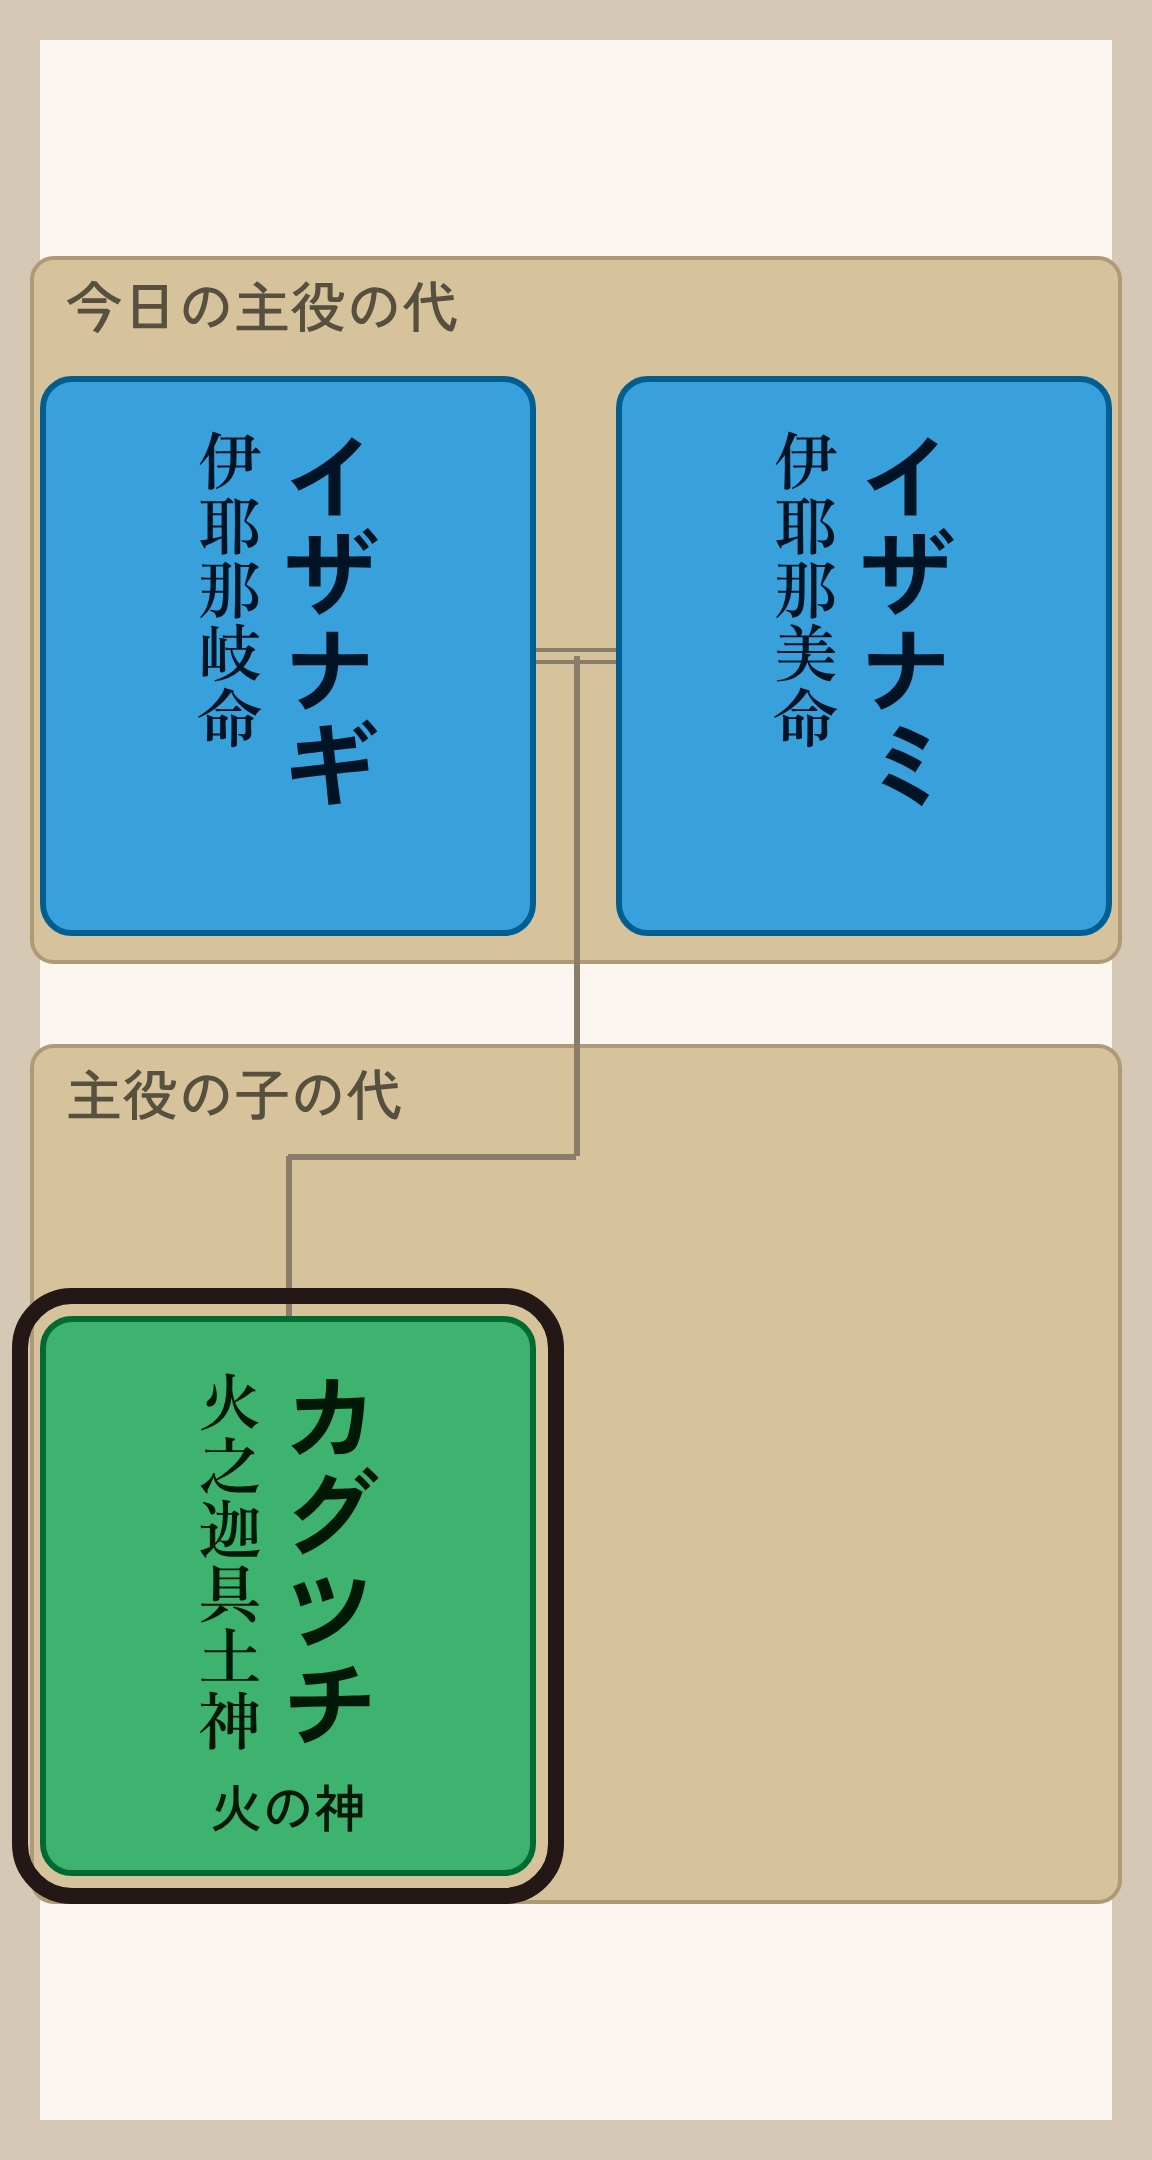 今日の主役の代
イザナギ
伊耶那岐命
イザナミ
伊耶那美命
主役の子の代
カグツチ
火之迦具土神
火の神